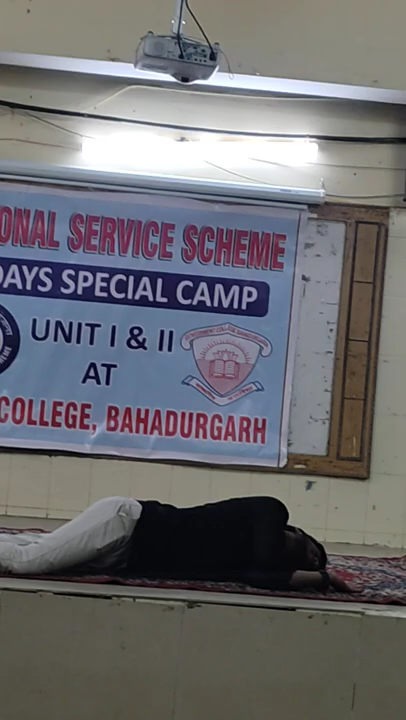 ONAL SERVICE SCHEME
DAYS SPECIAL CAMP
UNIT I & II
AT
COLLEGE, BAHADURGARH